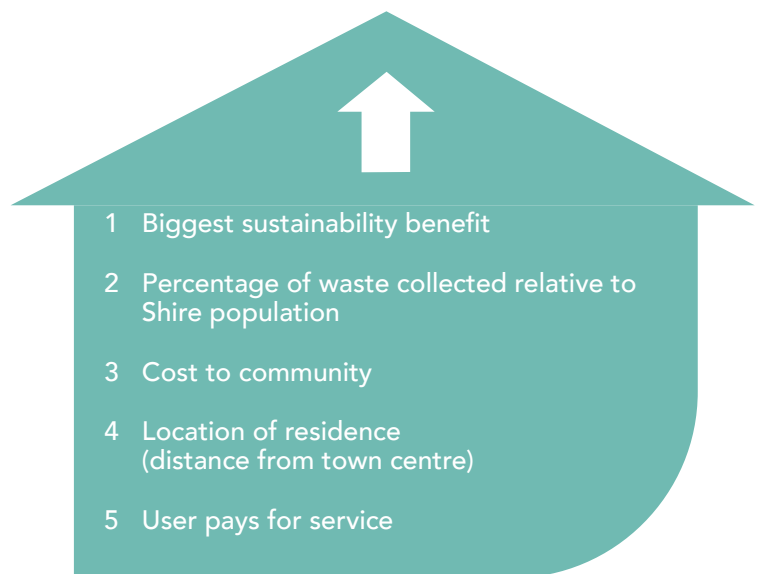 1 Biggest sustainability benefit
2 Percentage of waste collected relative to
Shire population
3 Cost to community
4 Location of residence
(distance from town centre)
5 User pays for service